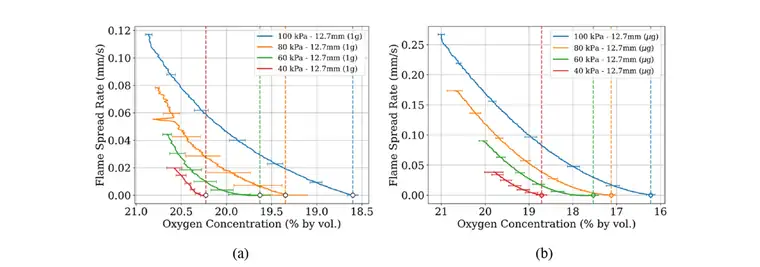 0.12
0.10
0.08
0.06
0.04
0.02
0.00
Flame Spread Rate (mm/s)
21.0 20.5 20.0 19.5 19.0 18.5
Oxygen Concentration (% by vol.)
100 kPa - 12.7mm (1g)
80 kPa - 12.7mm (1g)
60 kPa - 12.7mm (1g)
40 kPa - 12.7mm (1g)
(a)
0.25
0.20
0.15
0.10
0.05
0.00
Flame Spread Rate (mm/s)
21 20 19 18 17 16
Oxygen Concentration (% by vol.)
100 kPa - 12.7mm (μg)
80 kPa - 12.7mm (μg)
60 kPa - 12.7mm (μg)
40 kPa - 12.7mm (μg)
(b)